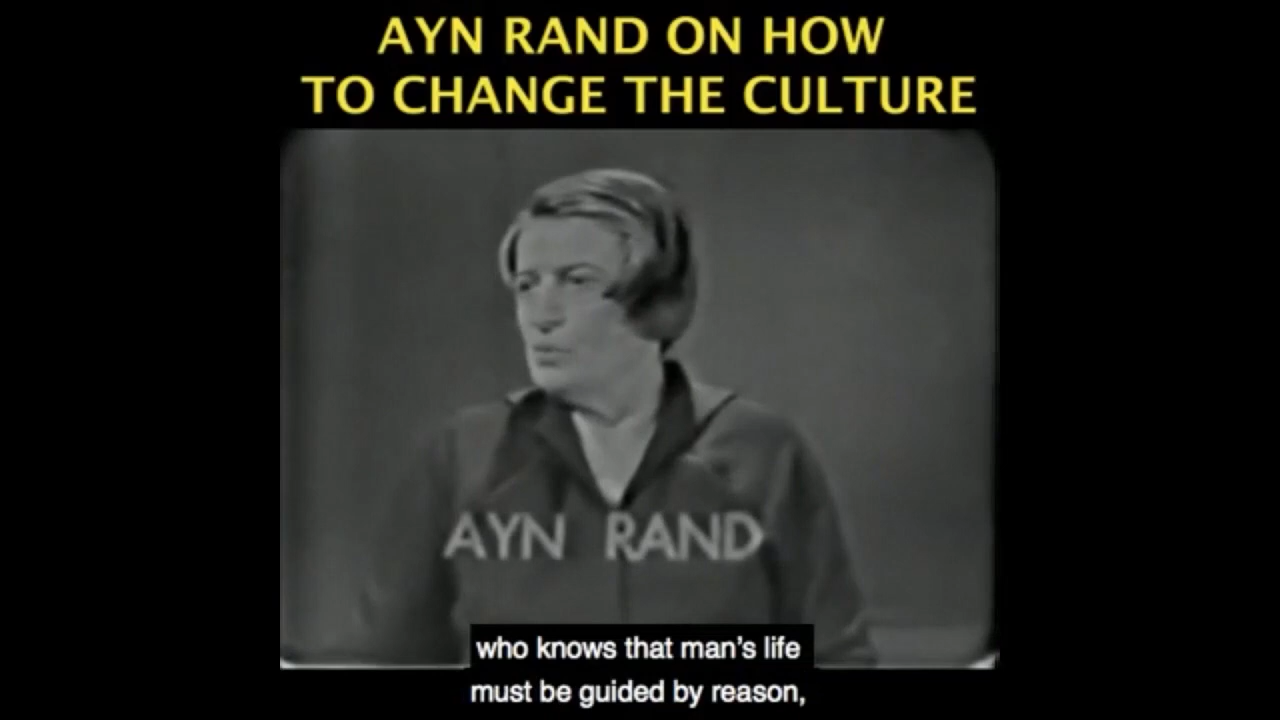 AYN RAND ON HOW
TO CHANGE THE CULTURE
AYN RAND
who knows that man's life
must be guided by reason,